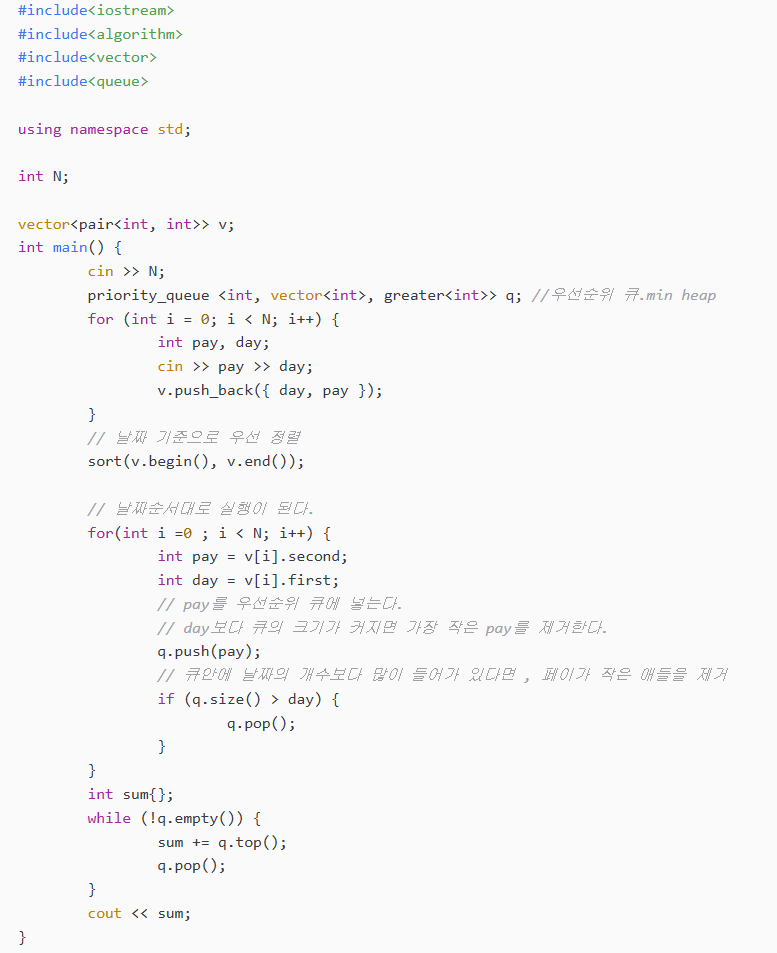 #include<iostream>
#include<algorithm>
#include<vector>
#include<queue>
using namespace std;
int N;
vector<pair<int, int>> v;
int main() {
cin >> N;
priority_queue <int, vector<int>, greater<int>> q; //우선순위 큐.min heap
for (int i = 0; i < N; i++) {
int pay, day;
cin >> pay >> day;
v.push_back({ day, pay });
}
// 날짜 기준으로 우선 정렬
sort(v.begin(), v.end());
// 날짜순서대로 실행이 된다.
for(int i =0 ; i < N; i++) {
int pay = v[i].second;
int day = v[i].first;
// pay를 우선순위 큐에 넣는다.
// day보다 큐의 크기가 커지면 가장 작은 pay를 제거한다.
q.push(pay);
// 큐안에 날짜의 개수보다 많이 들어가 있다면 , 페이가 작은 애들을 제거
if (q.size() > day) {
q.pop();
}
}
int sum{};
while (!q.empty()) {
sum += q.top();
q.pop();
}
cout << sum;
}